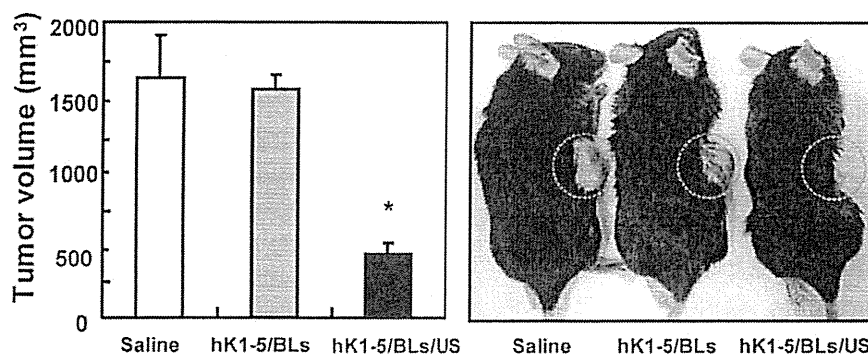 Tumor volume (mm³)
2000
1500
1000
500
0
*
Saline hK1-5/BLs hK1-5/BLs/US
Saline hK1-5/BLs hK1-5/BLs/US